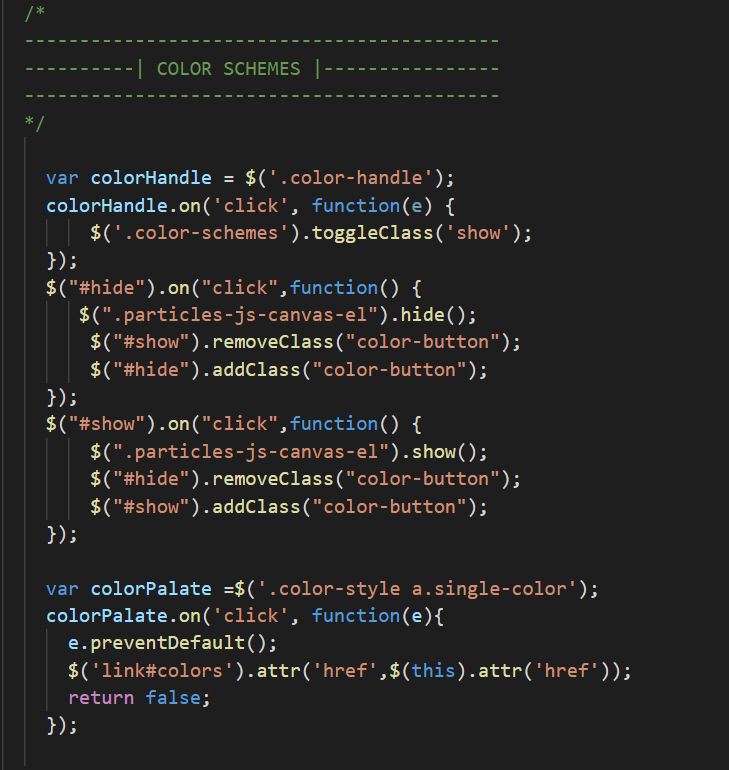 /*
-------------------------------------------
----------| COLOR SCHEMES |----------------
-------------------------------------------
*/
var colorHandle = $('.color-handle');
colorHandle.on('click', function(e) {
$('.color-schemes').toggleClass('show');
});
$("#hide").on("click",function() {
$(".particles-js-canvas-el").hide();
$("#show").removeClass("color-button");
$("#hide").addClass("color-button");
});
$("#show").on("click",function() {
$(".particles-js-canvas-el").show();
$("#hide").removeClass("color-button");
$("#show").addClass("color-button");
});
var colorPalate =$('.color-style a.single-color');
colorPalate.on('click', function(e){
e.preventDefault();
$('link#colors').attr('href',$(this).attr('href'));
return false;
});